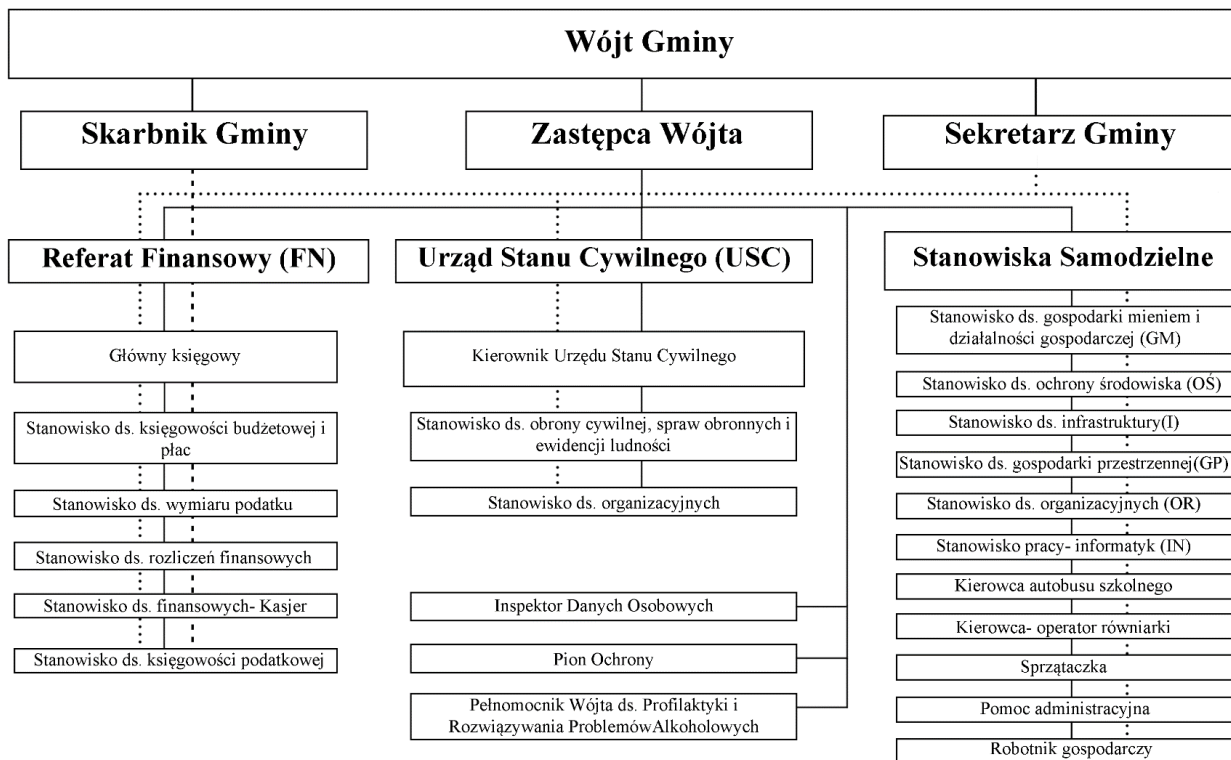 Wójt Gminy
Skarbnik Gminy
Zastępca Wójta
Sekretarz Gminy
Referat Finansowy (FN)
Główny księgowy
Stanowisko ds. księgowości budżetowej i
płac
Stanowisko ds. wymiaru podatku
Stanowisko ds. rozliczeń finansowych
Stanowisko ds. finansowych- Kasjer
Stanowisko ds. księgowości podatkowej
Urząd Stanu Cywilnego (USC)
Kierownik Urzędu Stanu Cywilnego
Stanowisko ds. obrony cywilnej, spraw obronnych i
ewidencji ludności
Stanowisko ds. organizacyjnych
Inspektor Danych Osobowych
Pion Ochrony
Pełnomocnik Wójta ds. Profilaktyki i
Rozwiązywania ProblemówAlkoholowych
Stanowiska Samodzielne
Stanowisko ds. gospodarki mieniem i
działalności gospodarczej (GM)
Stanowisko ds. ochrony środowiska (OŚ)
Stanowisko ds. infrastruktury(I)
Stanowisko ds. gospodarki przestrzennej(GP)
Stanowisko ds. organizacyjnych (OR)
Stanowisko pracy- informatyk (IN)
Kierowca autobusu szkolnego
Kierowca- operator równiarki
Sprzątaczka
Pomoc administracyjna
Robotnik gospodarczy